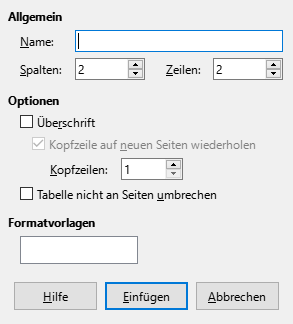 Allgemein
Name:
Spalten: 2 Zeilen: 2
Optionen
Überschrift
Kopfzeile auf neuen Seiten wiederholen
Kopfzeilen: 1
Tabelle nicht an Seiten umbrechen
Formatvorlagen
Hilfe Einfügen Abbrechen